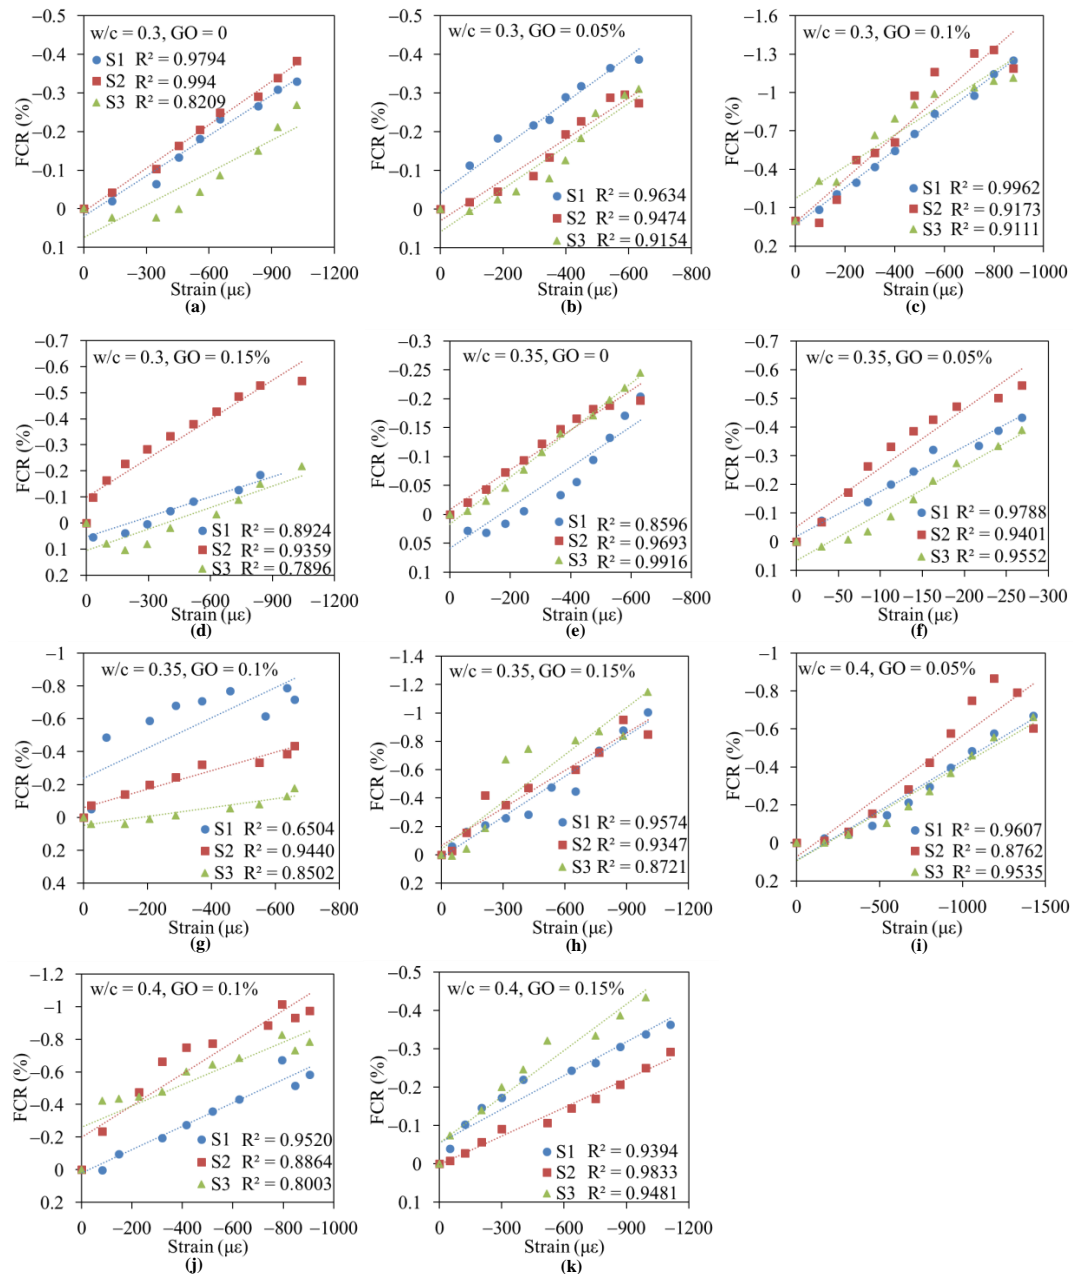 w/c = 0.3, GO = 0
S1 R² = 0.9794
S2 R² = 0.994
S3 R² = 0.8209
FCR (%)
−0.5
−0.4
−0.3
−0.2
−0.1
0
0.1
0 −300 −600 −900 −1200
Strain (με)
(a)
w/c = 0.3, GO = 0.05%
S1 R² = 0.9634
S2 R² = 0.9474
S3 R² = 0.9154
FCR (%)
−0.5
−0.4
−0.3
−0.2
−0.1
0
0.1
0 −200 −400 −600 −800
Strain (με)
(b)
w/c = 0.3, GO = 0.1%
S1 R² = 0.9962
S2 R² = 0.9173
S3 R² = 0.9111
FCR (%)
−1.6
−1.3
−1
−0.7
−0.4
−0.1
0.2
0 −200 −400 −600 −800 −1000
Strain (με)
(c)
w/c = 0.3, GO = 0.15%
S1 R² = 0.8924
S2 R² = 0.9359
S3 R² = 0.7896
FCR (%)
−0.7
−0.6
−0.5
−0.4
−0.3
−0.2
−0.1
0
0.1
0.2
0 −300 −600 −900 −1200
Strain (με)
(d)
w/c = 0.35, GO = 0
S1 R² = 0.8596
S2 R² = 0.9693
S3 R² = 0.9916
FCR (%)
−0.3
−0.25
−0.2
−0.15
−0.1
−0.05
0
0.05
0.1
0 −200 −400 −600 −800
Strain (με)
(e)
w/c = 0.35, GO = 0.05%
S1 R² = 0.9788
S2 R² = 0.9401
S3 R² = 0.9552
FCR (%)
−0.7
−0.6
−0.5
−0.4
−0.3
−0.2
−0.1
0
0.1
0 −50 −100 −150 −200 −250 −300
Strain (με)
(f)
w/c = 0.35, GO = 0.1%
S1 R² = 0.6504
S2 R² = 0.9440
S3 R² = 0.8502
FCR (%)
−1
−0.8
−0.6
−0.4
−0.2
0
0.2
0.4
0 −200 −400 −600 −800
Strain (με)
(g)
w/c = 0.35, GO = 0.15%
S1 R² = 0.9574
S2 R² = 0.9347
S3 R² = 0.8721
FCR (%)
−1.4
−1.2
−1
−0.8
−0.6
−0.4
−0.2
0
0.2
0 −300 −600 −900 −1200
Strain (με)
(h)
w/c = 0.4, GO = 0.05%
S1 R² = 0.9607
S2 R² = 0.8762
S3 R² = 0.9535
FCR (%)
−1
−0.8
−0.6
−0.4
−0.2
0
0.2
0 −500 −1000 −1500
Strain (με)
(i)
w/c = 0.4, GO = 0.1%
S1 R² = 0.9520
S2 R² = 0.8864
S3 R² = 0.8003
FCR (%)
−1.2
−1
−0.8
−0.6
−0.4
−0.2
0
0.2
0 −200 −400 −600 −800 −1000
Strain (με)
(j)
w/c = 0.4, GO = 0.15%
S1 R² = 0.9394
S2 R² = 0.9833
S3 R² = 0.9481
FCR (%)
−0.5
−0.4
−0.3
−0.2
−0.1
0
0.1
0 −300 −600 −900 −1200
Strain (με)
(k)